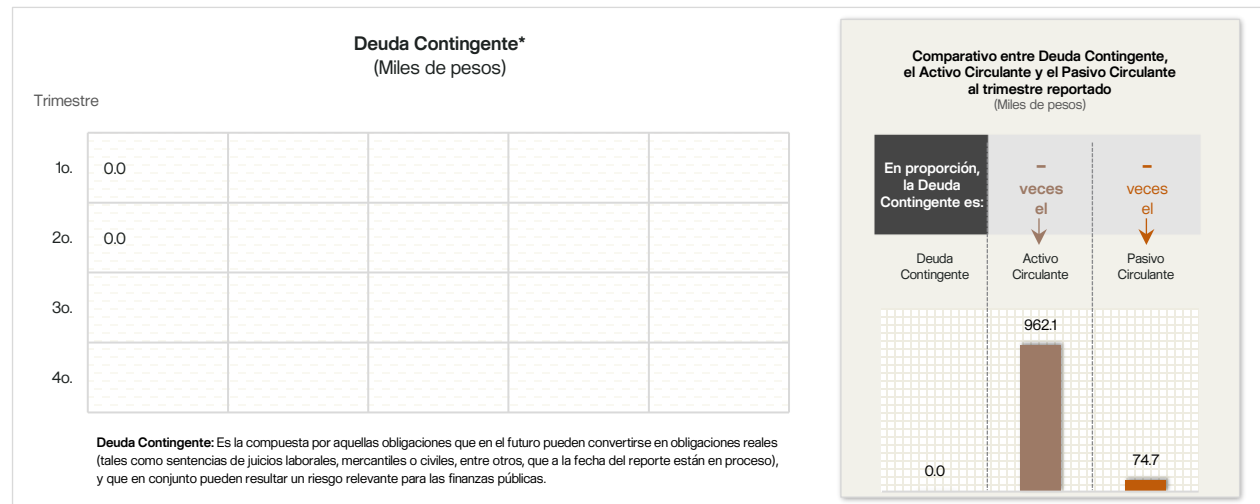 Deuda Contingente*
(Miles de pesos)
Trimestre
1o.
0.0
2o.
0.0
3o.
4o.
Deuda Contingente: Es la compuesta por aquellas obligaciones que en el futuro pueden convertirse en obligaciones reales
(tales como sentencias de juicios laborales, mercantiles o civiles, entre otros, que a la fecha del reporte están en proceso),
y que en conjunto pueden resultar un riesgo relevante para las finanzas públicas.
Comparativo entre Deuda Contingente,
el Activo Circulante y el Pasivo Circulante
al trimestre reportado
(Miles de pesos)
En proporción,
la Deuda
Contingente es:
–
veces
el
–
veces
el
Deuda
Contingente
Activo
Circulante
Pasivo
Circulante
0.0
962.1
74.7